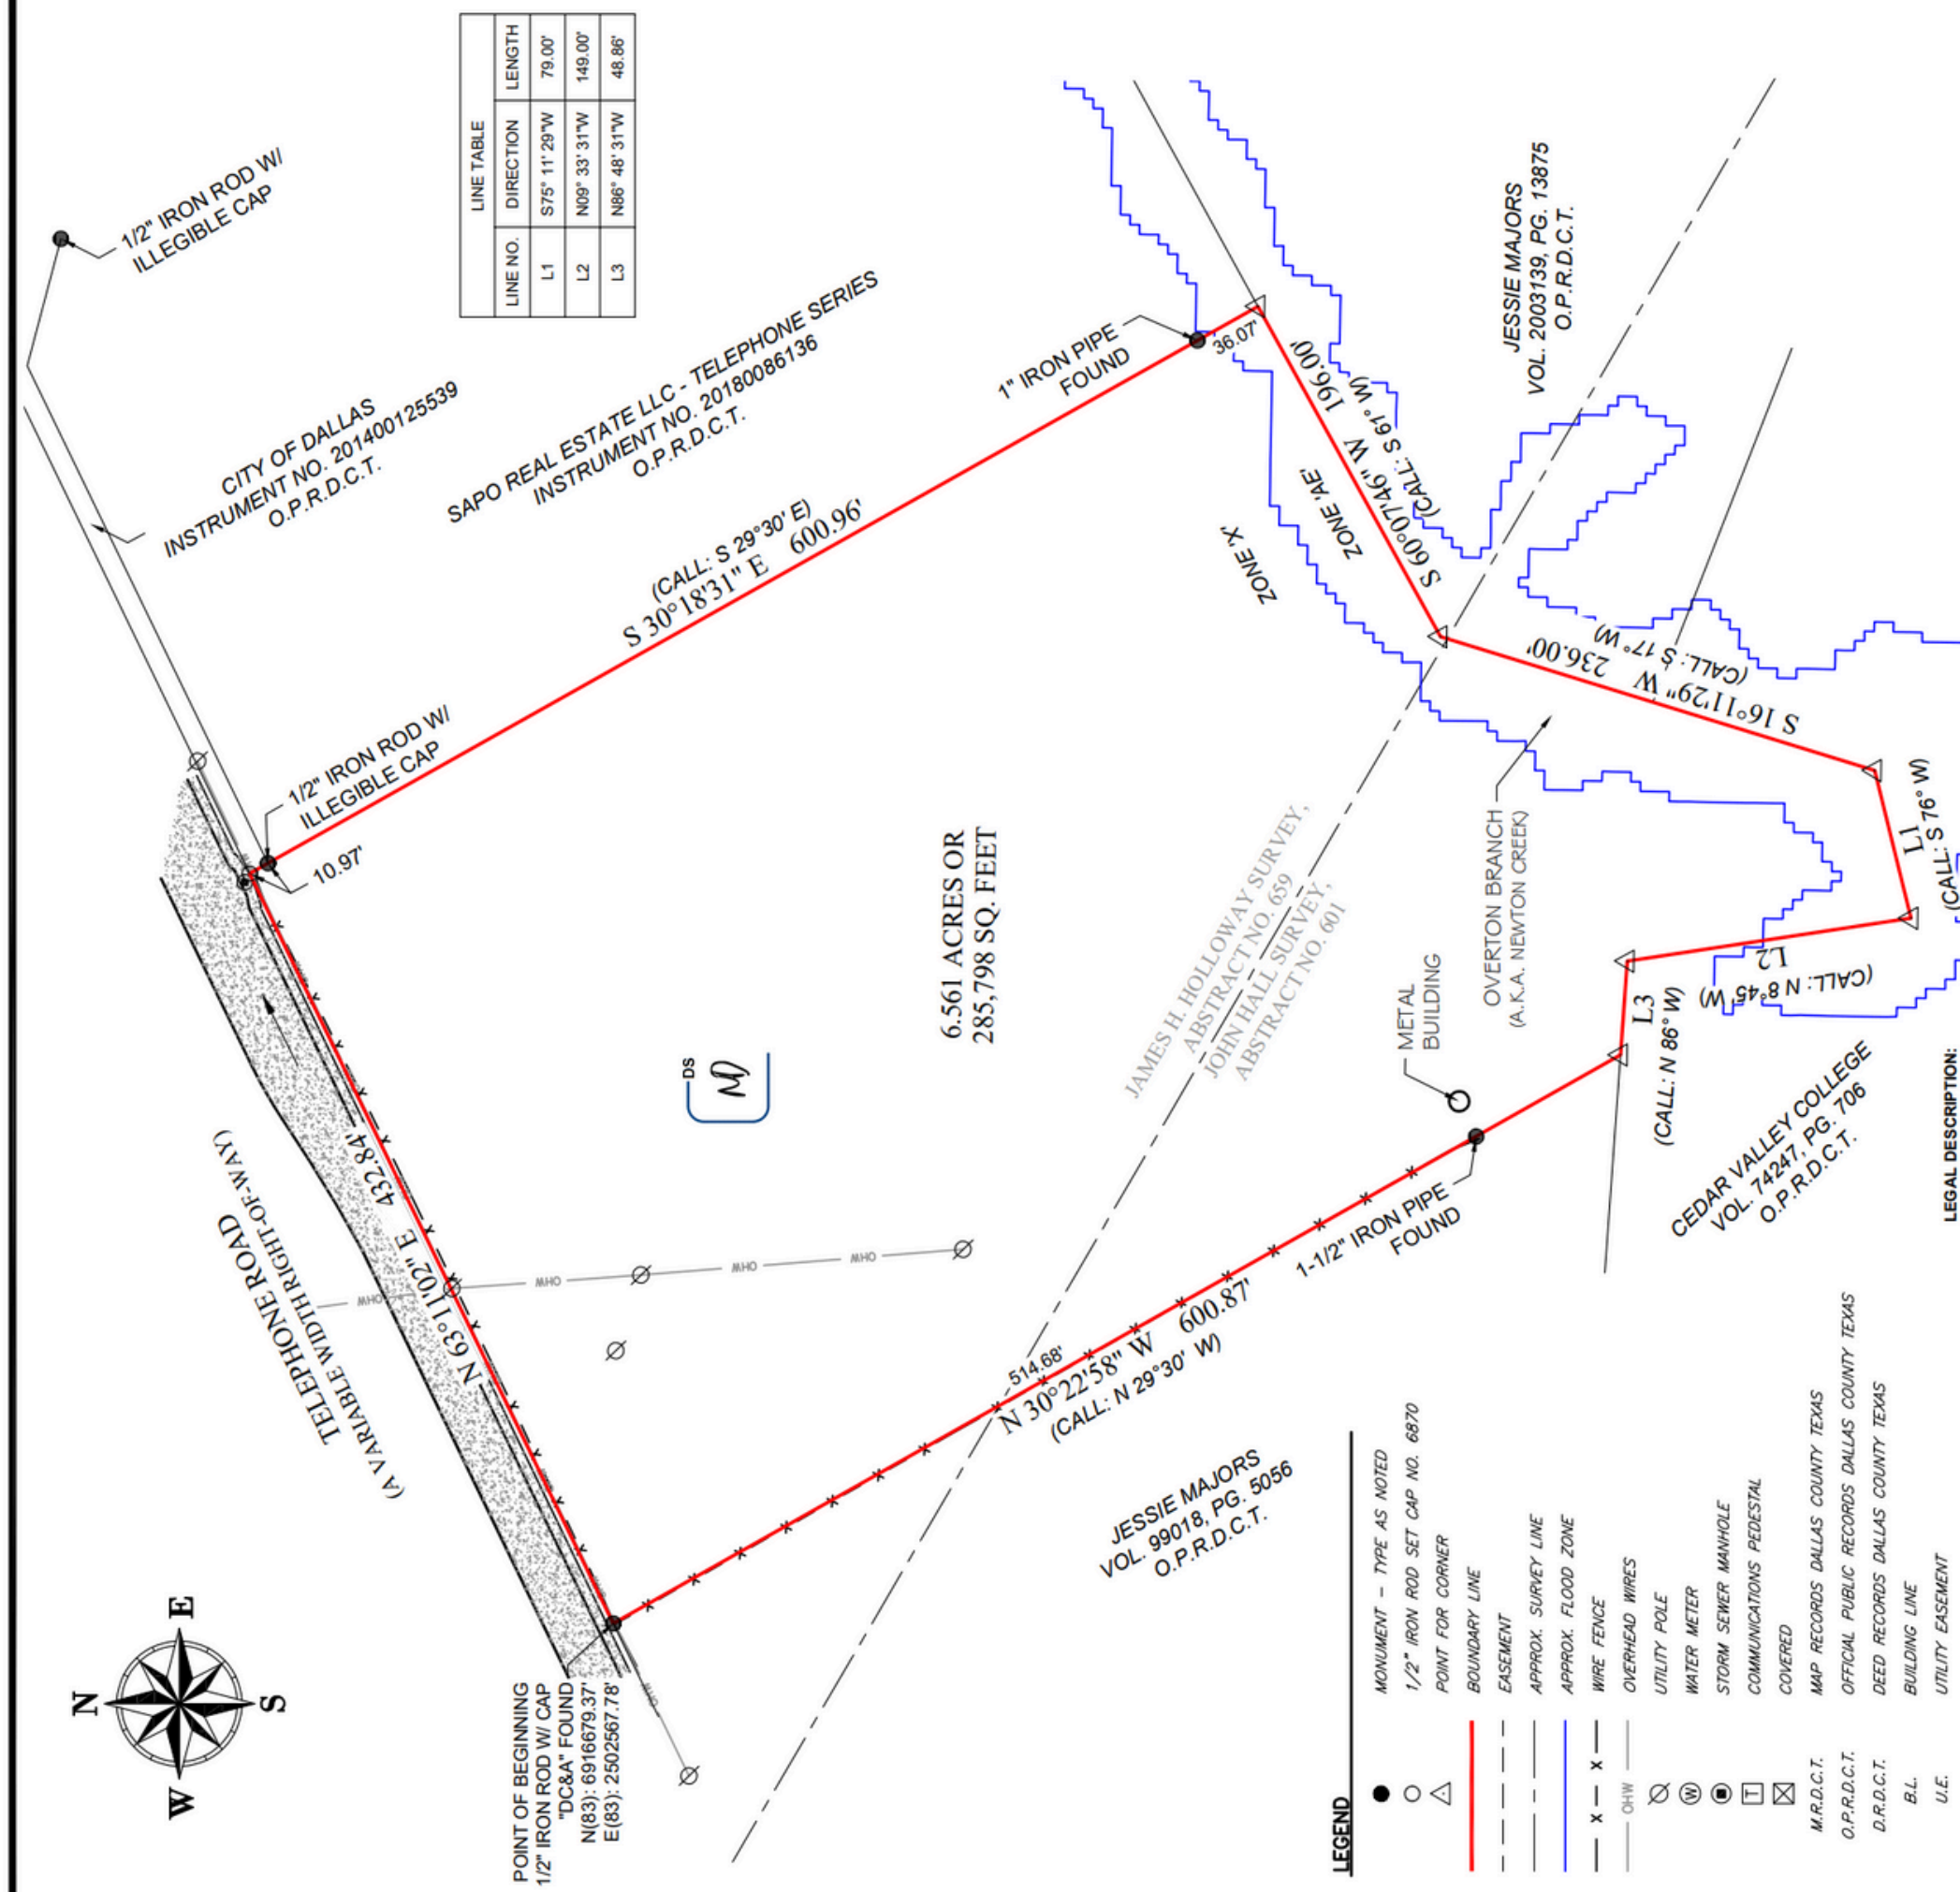 N
W
E
S
POINT OF BEGINNING
1/2" IRON ROD W/ CAP
"DC&A" FOUND
N(83): 6916679.37'
E(83): 2502567.78'
TELEPHONE ROAD
(A VARIABLE WIDTH RIGHT-OF-WAY)
N 63°11'02" E
432.84'
OHW
OHW
OHW
OHW
OHW
10.97'
1/2" IRON ROD W/
ILLEGIBLE CAP
1/2" IRON ROD W/
ILLEGIBLE CAP
CITY OF DALLAS
INSTRUMENT NO. 201400125539
O.P.R.D.C.T.
SAPO REAL ESTATE LLC - TELEPHONE SERIES
INSTRUMENT NO. 20180086136
O.P.R.D.C.T.
LINE TABLE
LINE NO. DIRECTION LENGTH
L1 S75° 11' 29"W 79.00'
L2 N09° 33' 31"W 149.00'
L3 N86° 48' 31"W 48.86'
(CALL: S 29°30' E)
S 30°18'31" E 600.96'
1" IRON PIPE
FOUND
36.07'
S 60°07'46" W 196.00'
(CALL: S 61° W)
ZONE 'AE'
ZONE 'X'
JESSIE MAJORS
VOL. 2003139, PG. 13875
O.P.R.D.C.T.
S 16°11'29" W 236.00'
(CALL: S 17° W)
6.561 ACRES OR
285,798 SQ. FEET
DS
JAMES H. HOLLOWAY SURVEY,
ABSTRACT NO. 659
JOHN HALL SURVEY,
ABSTRACT NO. 601
METAL
BUILDING
OVERTON BRANCH
(A.K.A. NEWTON CREEK)
L1
(CALL: S 76° W)
L2
(CALL: N 8°45' W)
L3
(CALL: N 86° W)
CEDAR VALLEY COLLEGE
VOL. 74247, PG. 706
O.P.R.D.C.T.
1-1/2" IRON PIPE
FOUND
514.68'
N 30°22'58" W 600.87'
(CALL: N 29°30' W)
JESSIE MAJORS
VOL. 99018, PG. 5056
O.P.R.D.C.T.
LEGEND
MONUMENT - TYPE AS NOTED
1/2" IRON ROD SET CAP NO. 6870
POINT FOR CORNER
BOUNDARY LINE
EASEMENT
APPROX. SURVEY LINE
APPROX. FLOOD ZONE
X X WIRE FENCE
OHW OVERHEAD WIRES
UTILITY POLE
W WATER METER
STORM SEWER MANHOLE
T COMMUNICATIONS PEDESTAL
COVERED
M.R.D.C.T. MAP RECORDS DALLAS COUNTY TEXAS
O.P.R.D.C.T. OFFICIAL PUBLIC RECORDS DALLAS COUNTY TEXAS
D.R.D.C.T. DEED RECORDS DALLAS COUNTY TEXAS
B.L. BUILDING LINE
U.E. UTILITY EASEMENT
LEGAL DESCRIPTION: